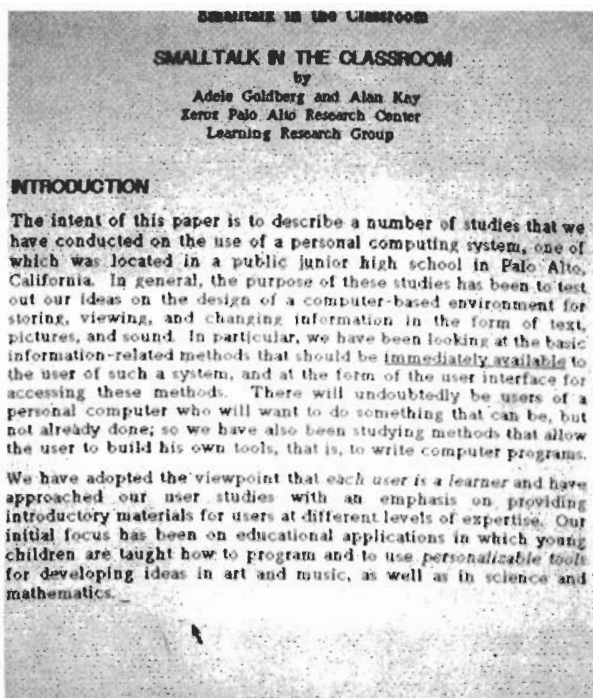 Smalltalk in the Classroom
SMALLTALK IN THE CLASSROOM
by
Adele Goldberg and Alan Kay
Xerox Palo Alto Research Center
Learning Research Group
INTRODUCTION
The intent of this paper is to describe a number of studies that we
have conducted on the use of a personal computing system, one of
which was located in a public junior high school in Palo Alto,
California. In general, the purpose of these studies has been to test
out our ideas on the design of a computer-based environment for
storing, viewing, and changing information in the form of text,
pictures, and sound. In particular, we have been looking at the basic
information-related methods that should be immediately available to
the user of such a system, and at the form of the user interface for
accessing these methods. There will undoubtedly be users of a
personal computer who will want to do something that can be, but
not already done; so we have also been studying methods that allow
the user to build his own tools, that is, to write computer programs.
We have adopted the viewpoint that each user is a learner and have
approached our user studies with an emphasis on providing
introductory materials for users at different levels of expertise. Our
initial focus has been on educational applications in which young
children are taught how to program and to use personalizable tools
for developing ideas in art and music, as well as in science and
mathematics. _